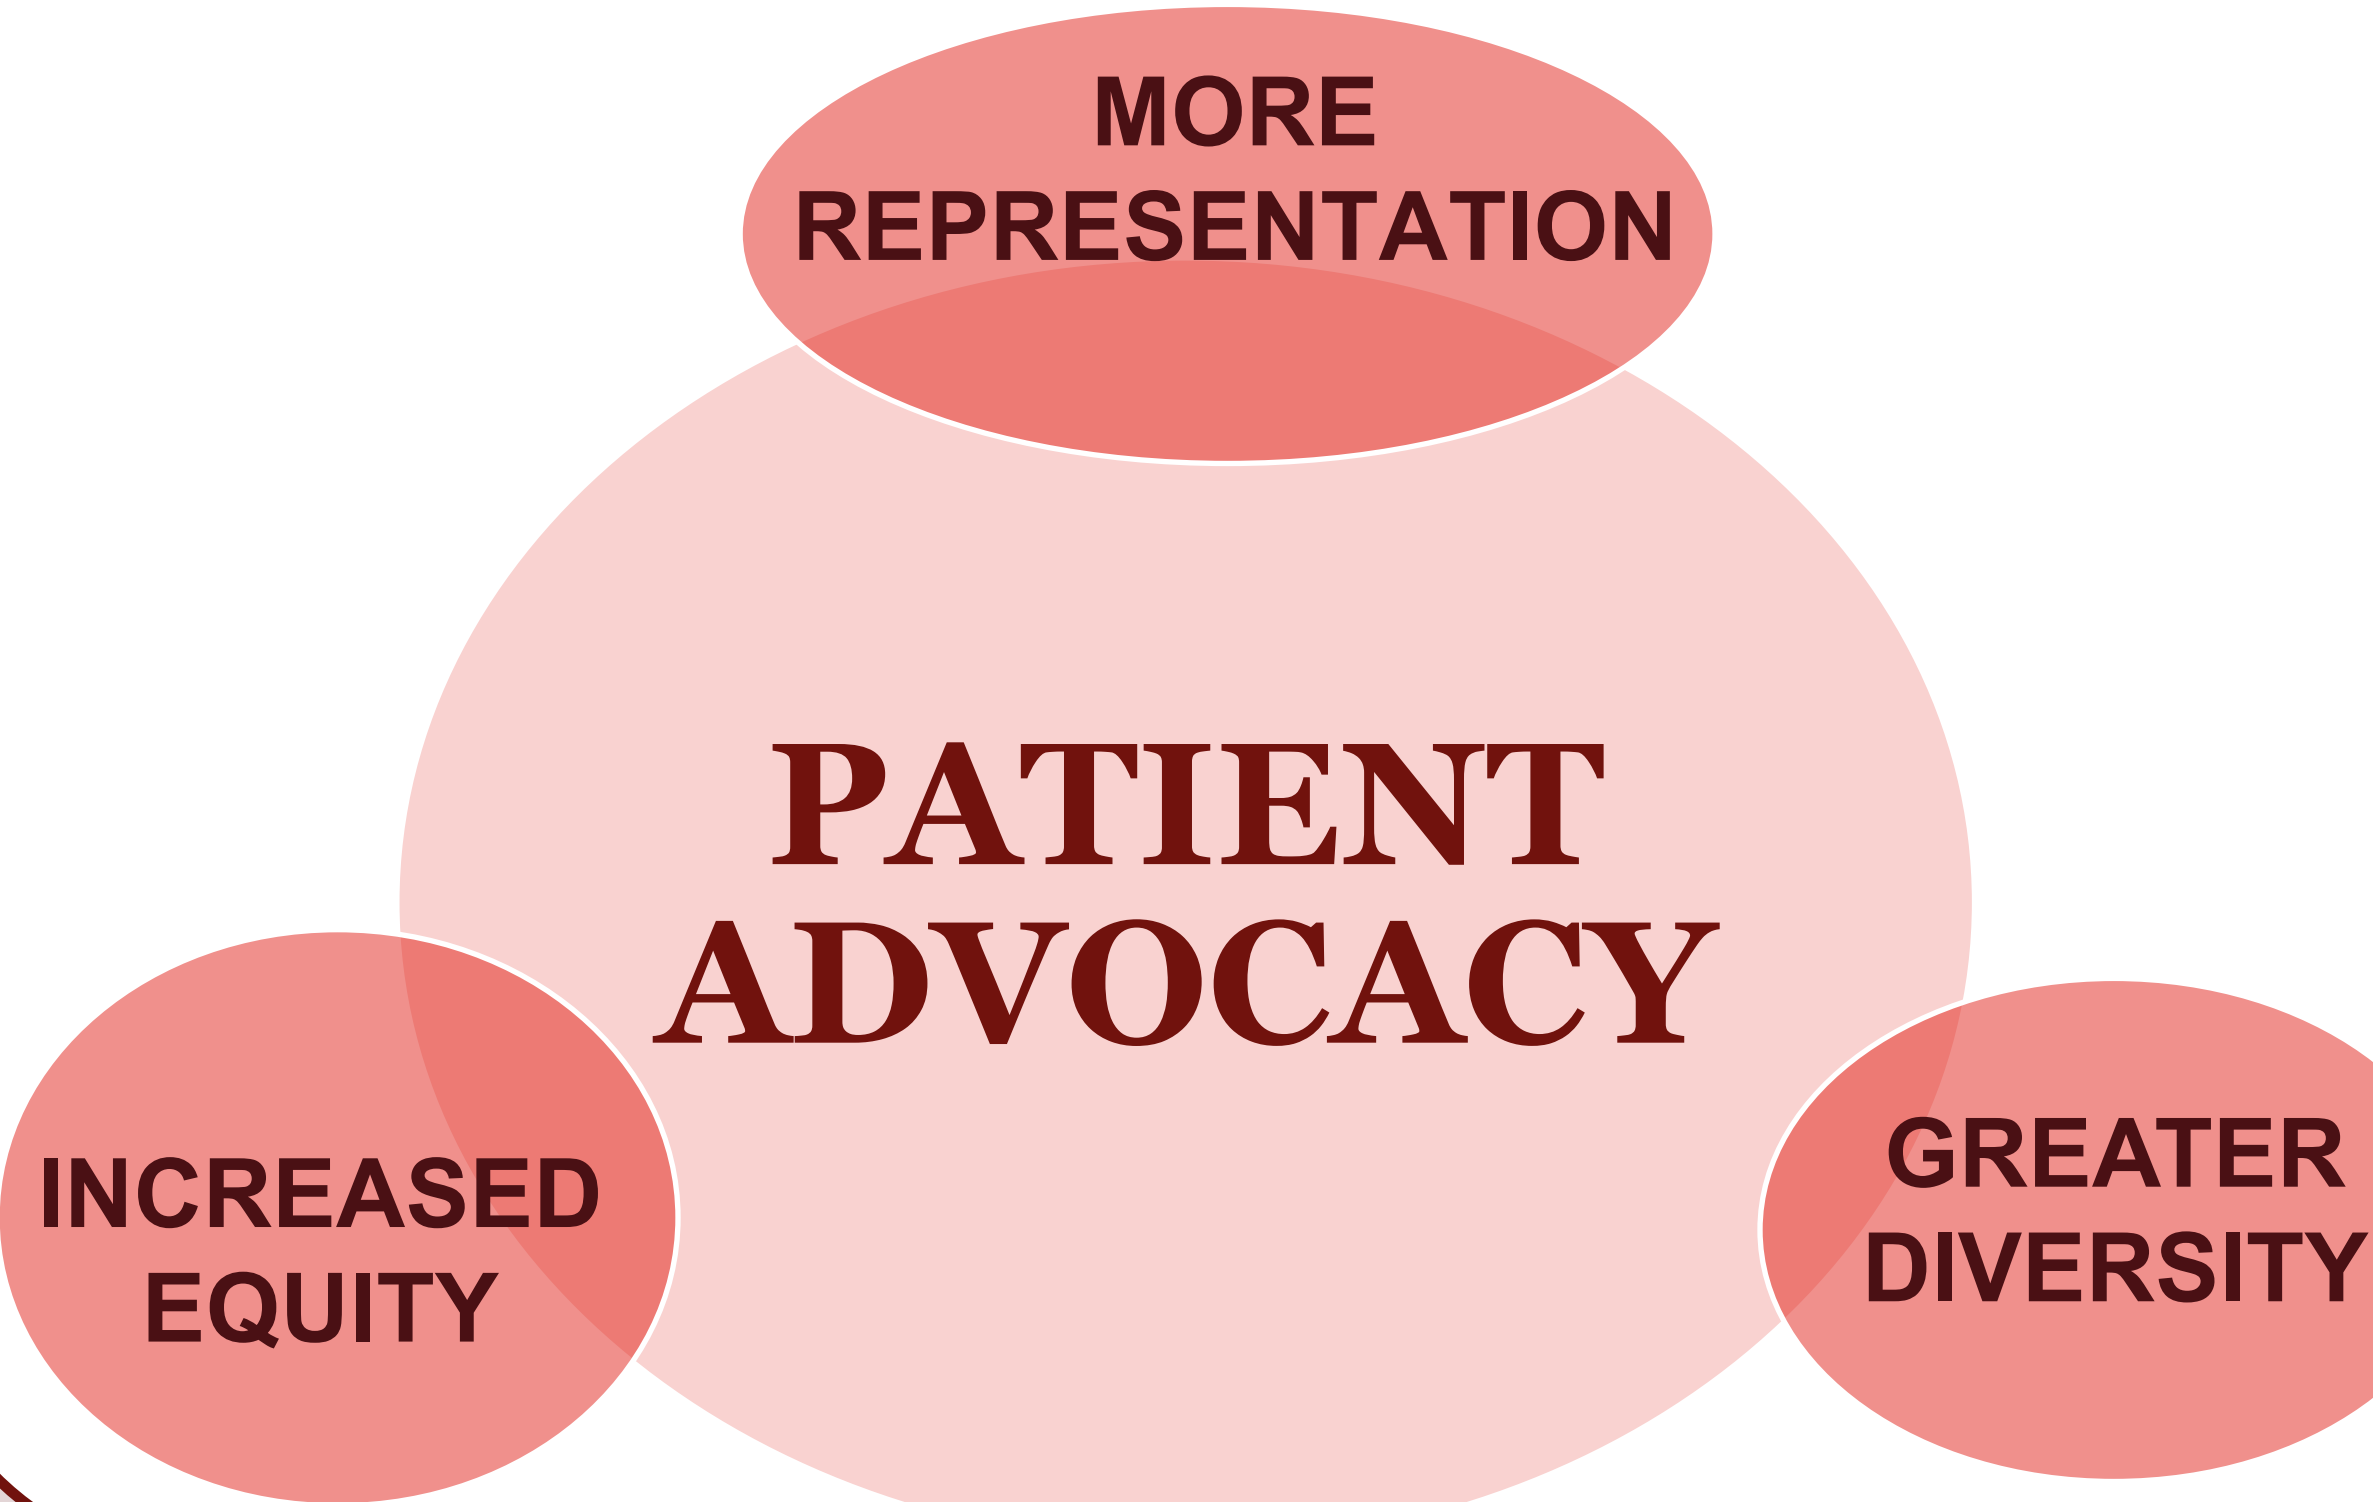 MORE
REPRESENTATION
PATIENT
ADVOCACY
INCREASED
EQUITY
GREATER
DIVERSITY